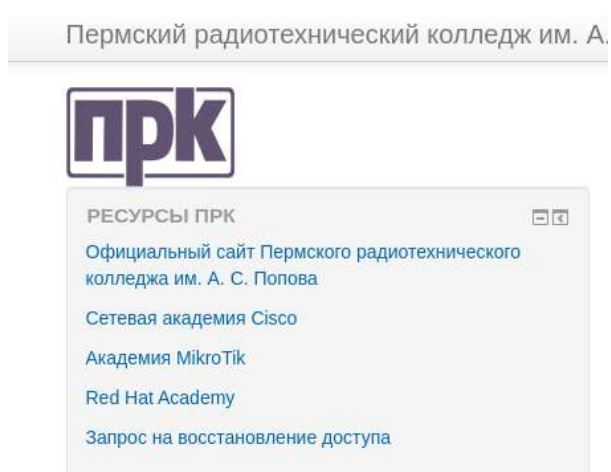 Пермский радиотехнический колледж им. А.
прк
РЕСУРСЫ ПРК
Официальный сайт Пермского радиотехнического
колледжа им. А. С. Попова
Сетевая академия Cisco
Академия MikroTik
Red Hat Academy
Запрос на восстановление доступа